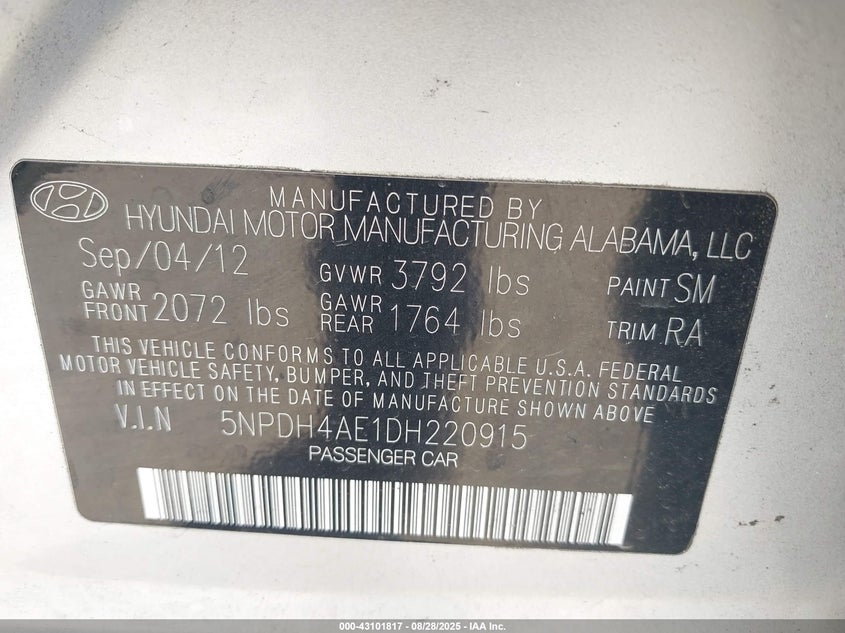 MANUFACTURED BY
HYUNDAI MOTOR MANUFACTURING ALABAMA, LLC
Sep/04/12 GVWR 3792 lbs PAINT SM
GAWR FRONT 2072 lbs GAWR REAR 1764 lbs TRIM RA
THIS VEHICLE CONFORMS TO ALL APPLICABLE U.S.A. FEDERAL
MOTOR VEHICLE SAFETY, BUMPER, AND THEFT PREVENTION STANDARDS
IN EFFECT ON THE DATE OF MANUFACTURE SHOWN ABOVE
V.I.N 5NPDH4AE1DH220915
PASSENGER CAR
000-43101817 - 08/28/2025 - IAA Inc.